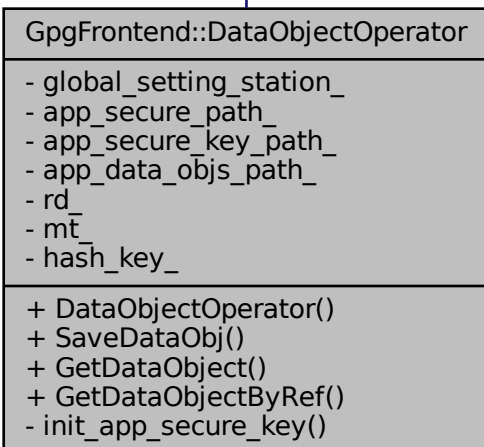 GpgFrontend::DataObjectOperator
- global_setting_station_
- app_secure_path_
- app_secure_key_path_
- app_data_objs_path_
- rd_
- mt_
- hash_key_
+ DataObjectOperator()
+ SaveDataObj()
+ GetDataObject()
+ GetDataObjectByRef()
- init_app_secure_key()